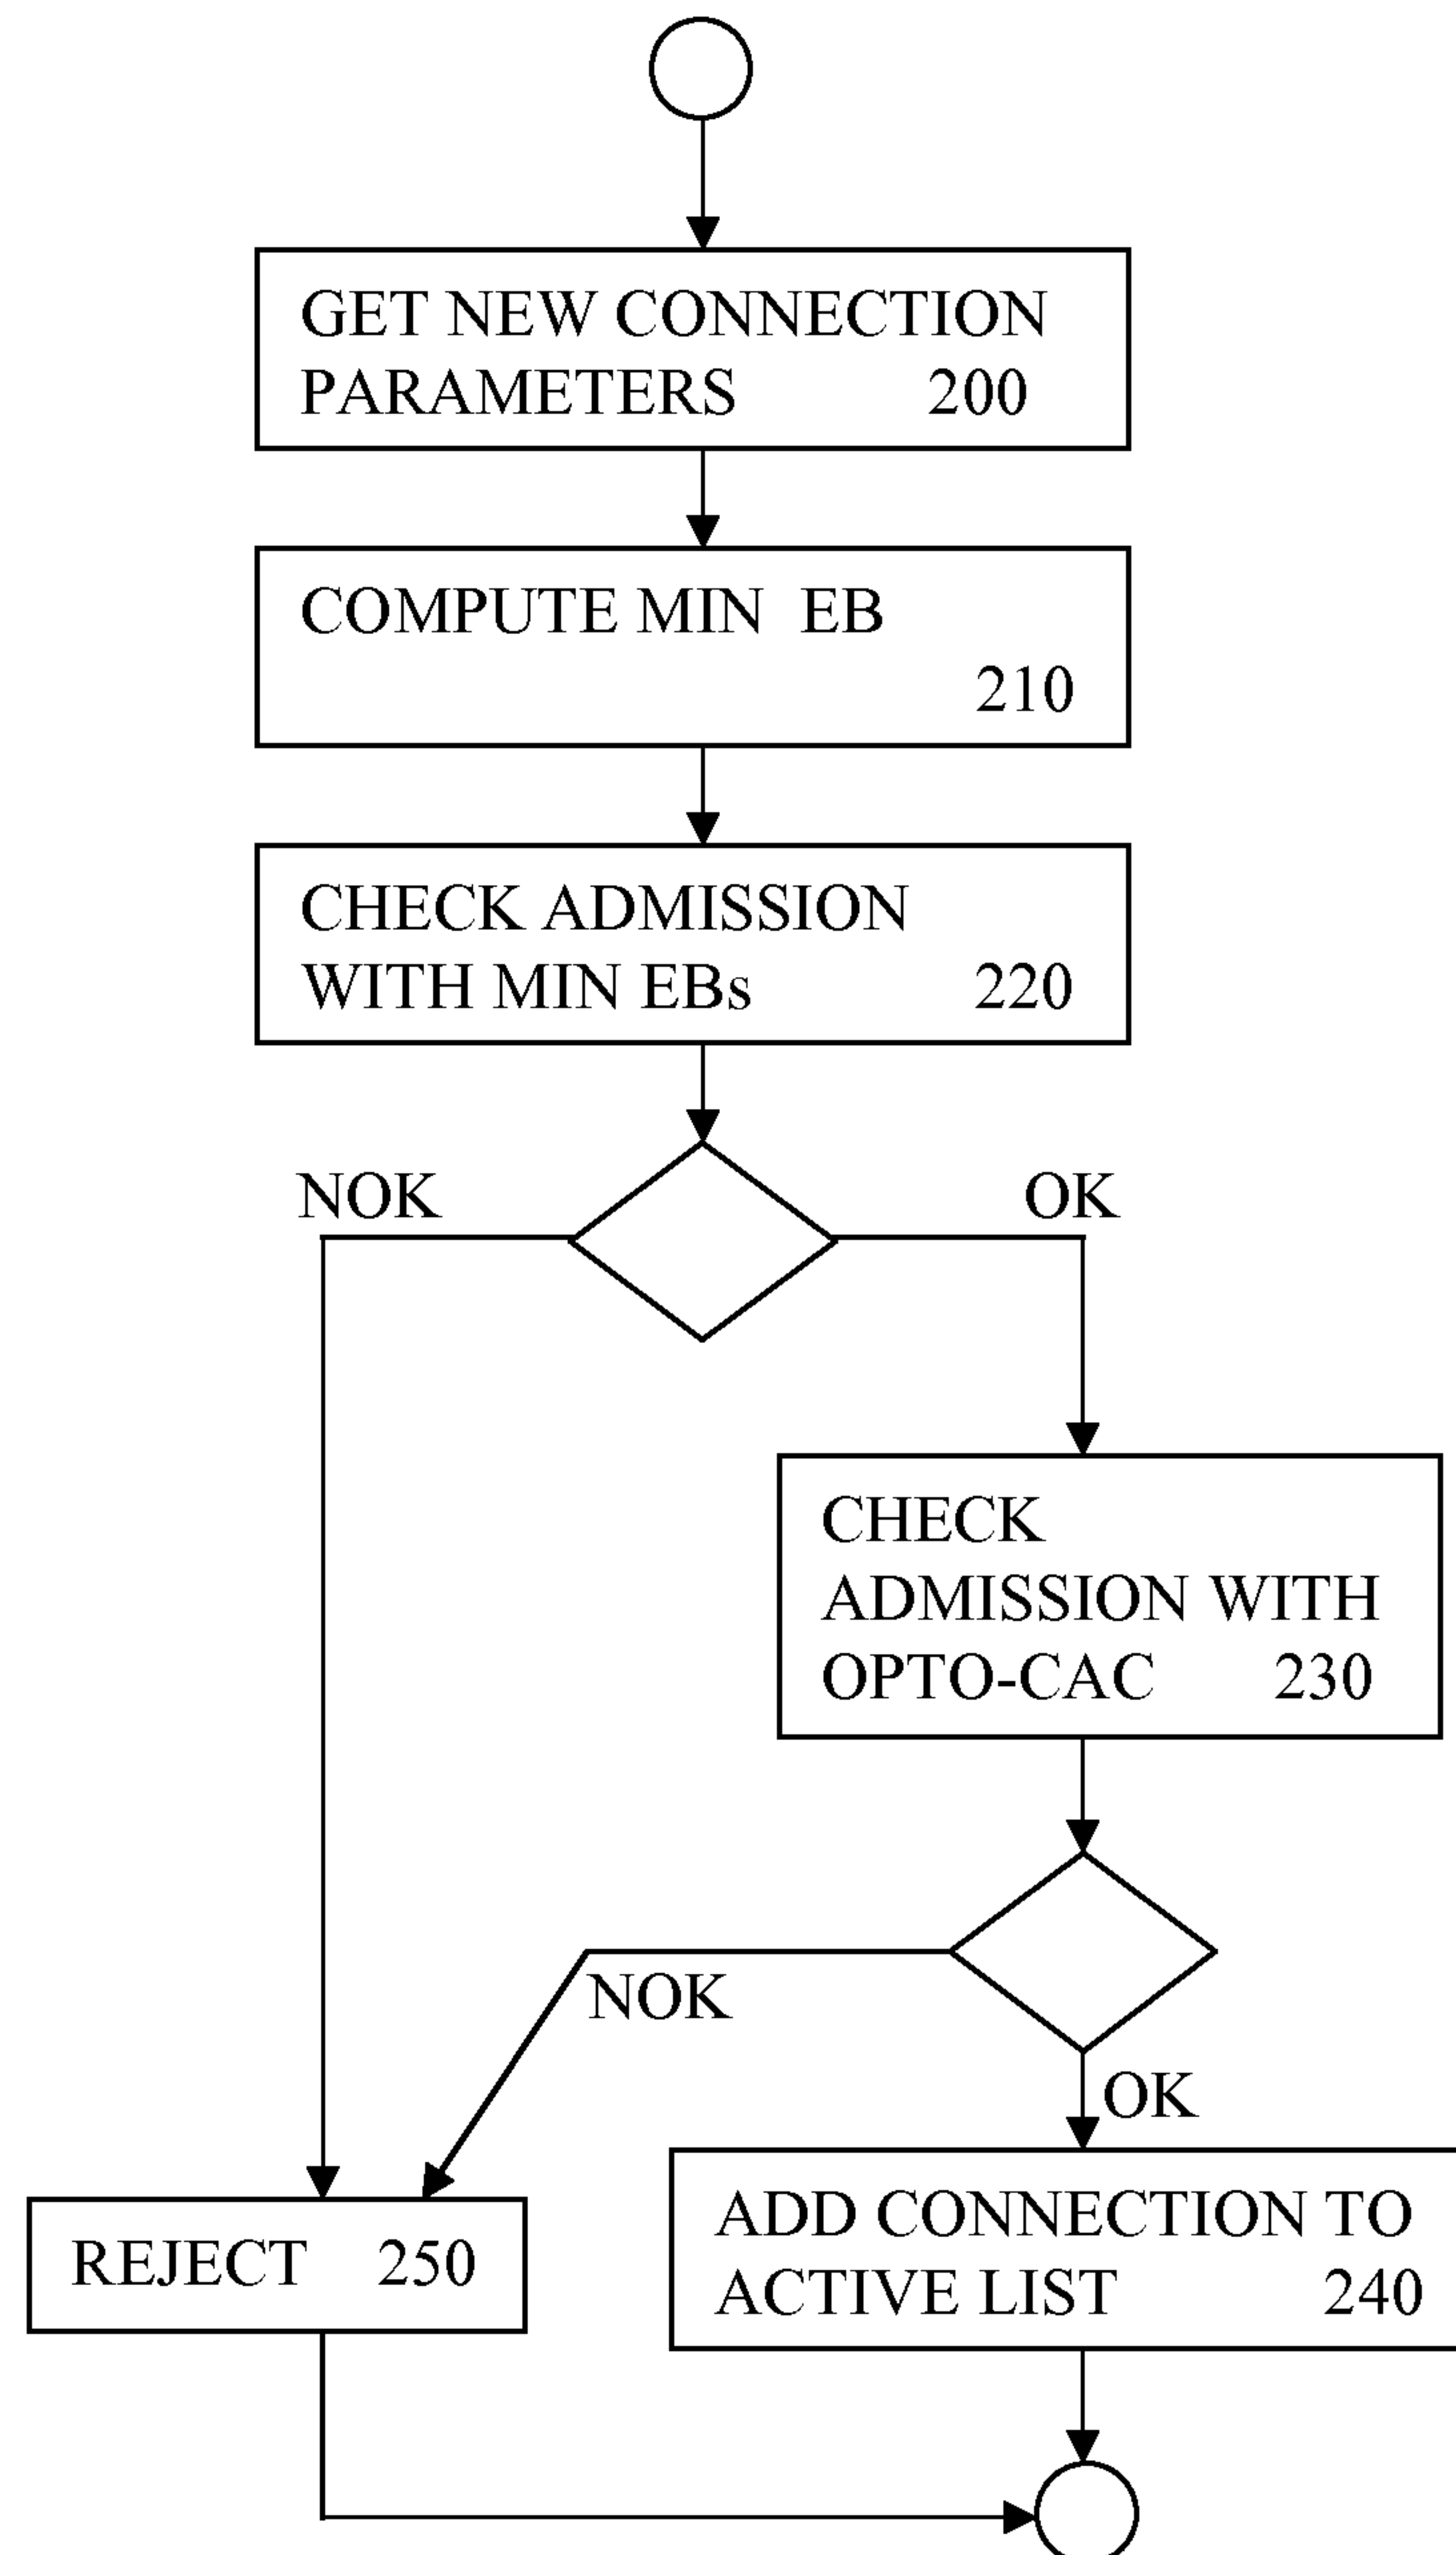 GET NEW CONNECTION
PARAMETERS 200
COMPUTE MIN EB
210
CHECK ADMISSION
WITH MIN EBs 220
NOK
OK
CHECK
ADMISSION WITH
OPTO-CAC 230
NOK
OK
ADD CONNECTION TO
ACTIVE LIST 240
REJECT 250